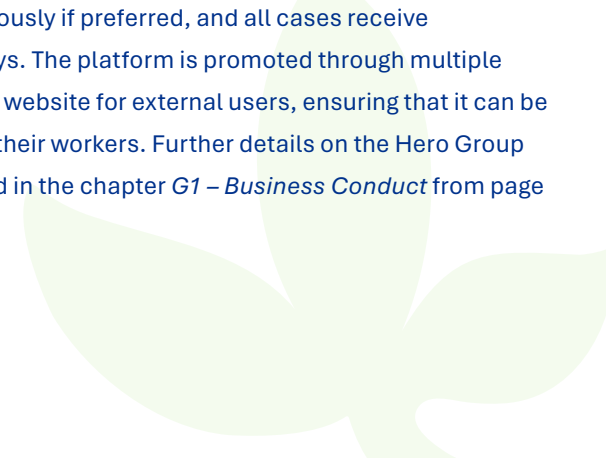 ously if preferred, and all cases receive
ys. The platform is promoted through multiple
website for external users, ensuring that it can be
their workers. Further details on the Hero Group
d in the chapter G1 – Business Conduct from page